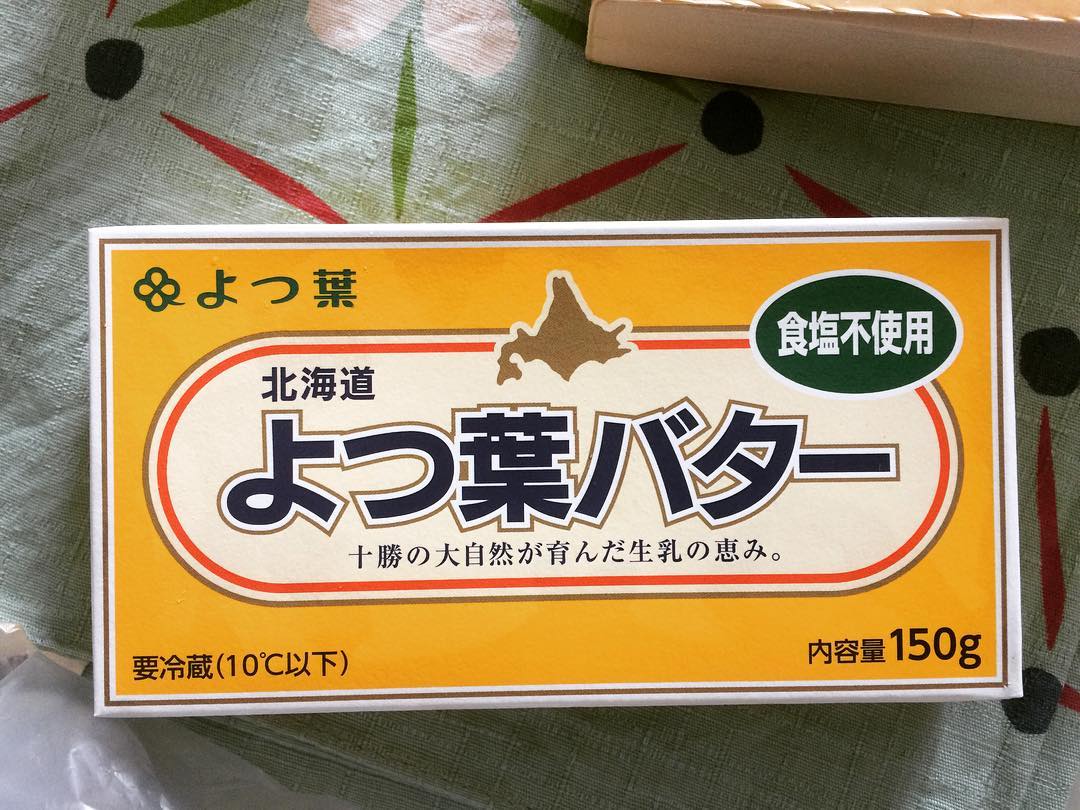 よつ葉
食塩不使用
北海道
よつ葉バター
十勝の大自然が育んだ生乳の恵み。
要冷蔵(10℃以下)
内容量150g